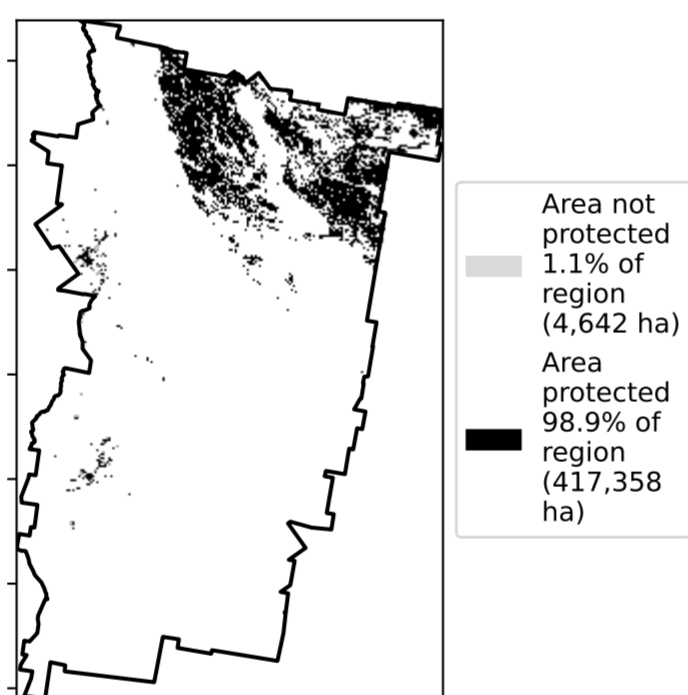 Area not
protected
1.1% of
region
(4,642 ha)
Area
protected
98.9% of
region
(417,358
ha)